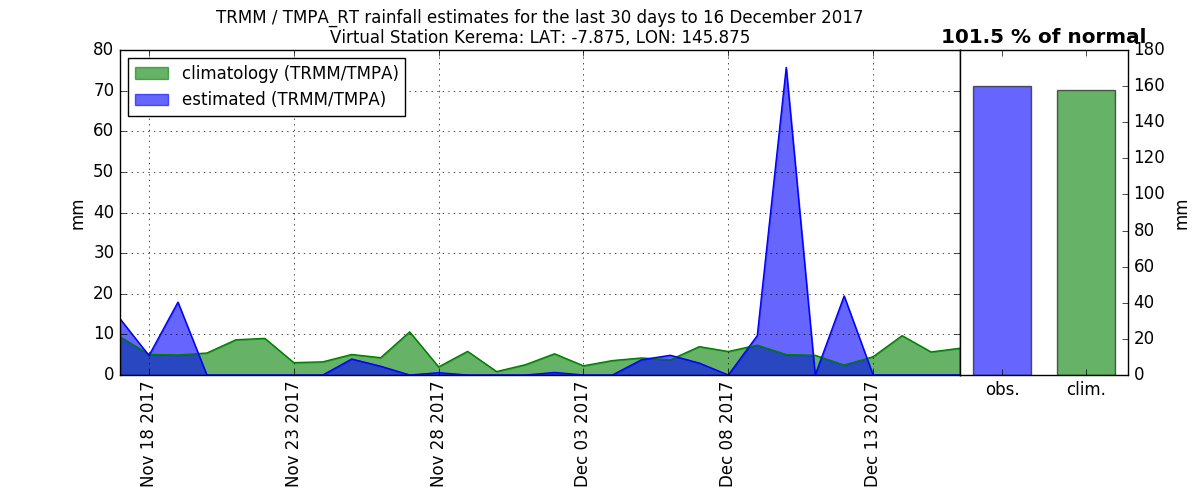 TRMM / TMPA_RT rainfall estimates for the last 30 days to 16 December 2017
Virtual Station Kerema: LAT: -7.875, LON: 145.875
101.5 % of normal
climatology (TRMM/TMPA)
estimated (TRMM/TMPA)
mm
80
70
60
50
40
30
20
10
0
Nov 18 2017
Nov 23 2017
Nov 28 2017
Dec 03 2017
Dec 08 2017
Dec 13 2017
obs.
clim.
180
160
140
120
100
80
60
40
20
0
mm